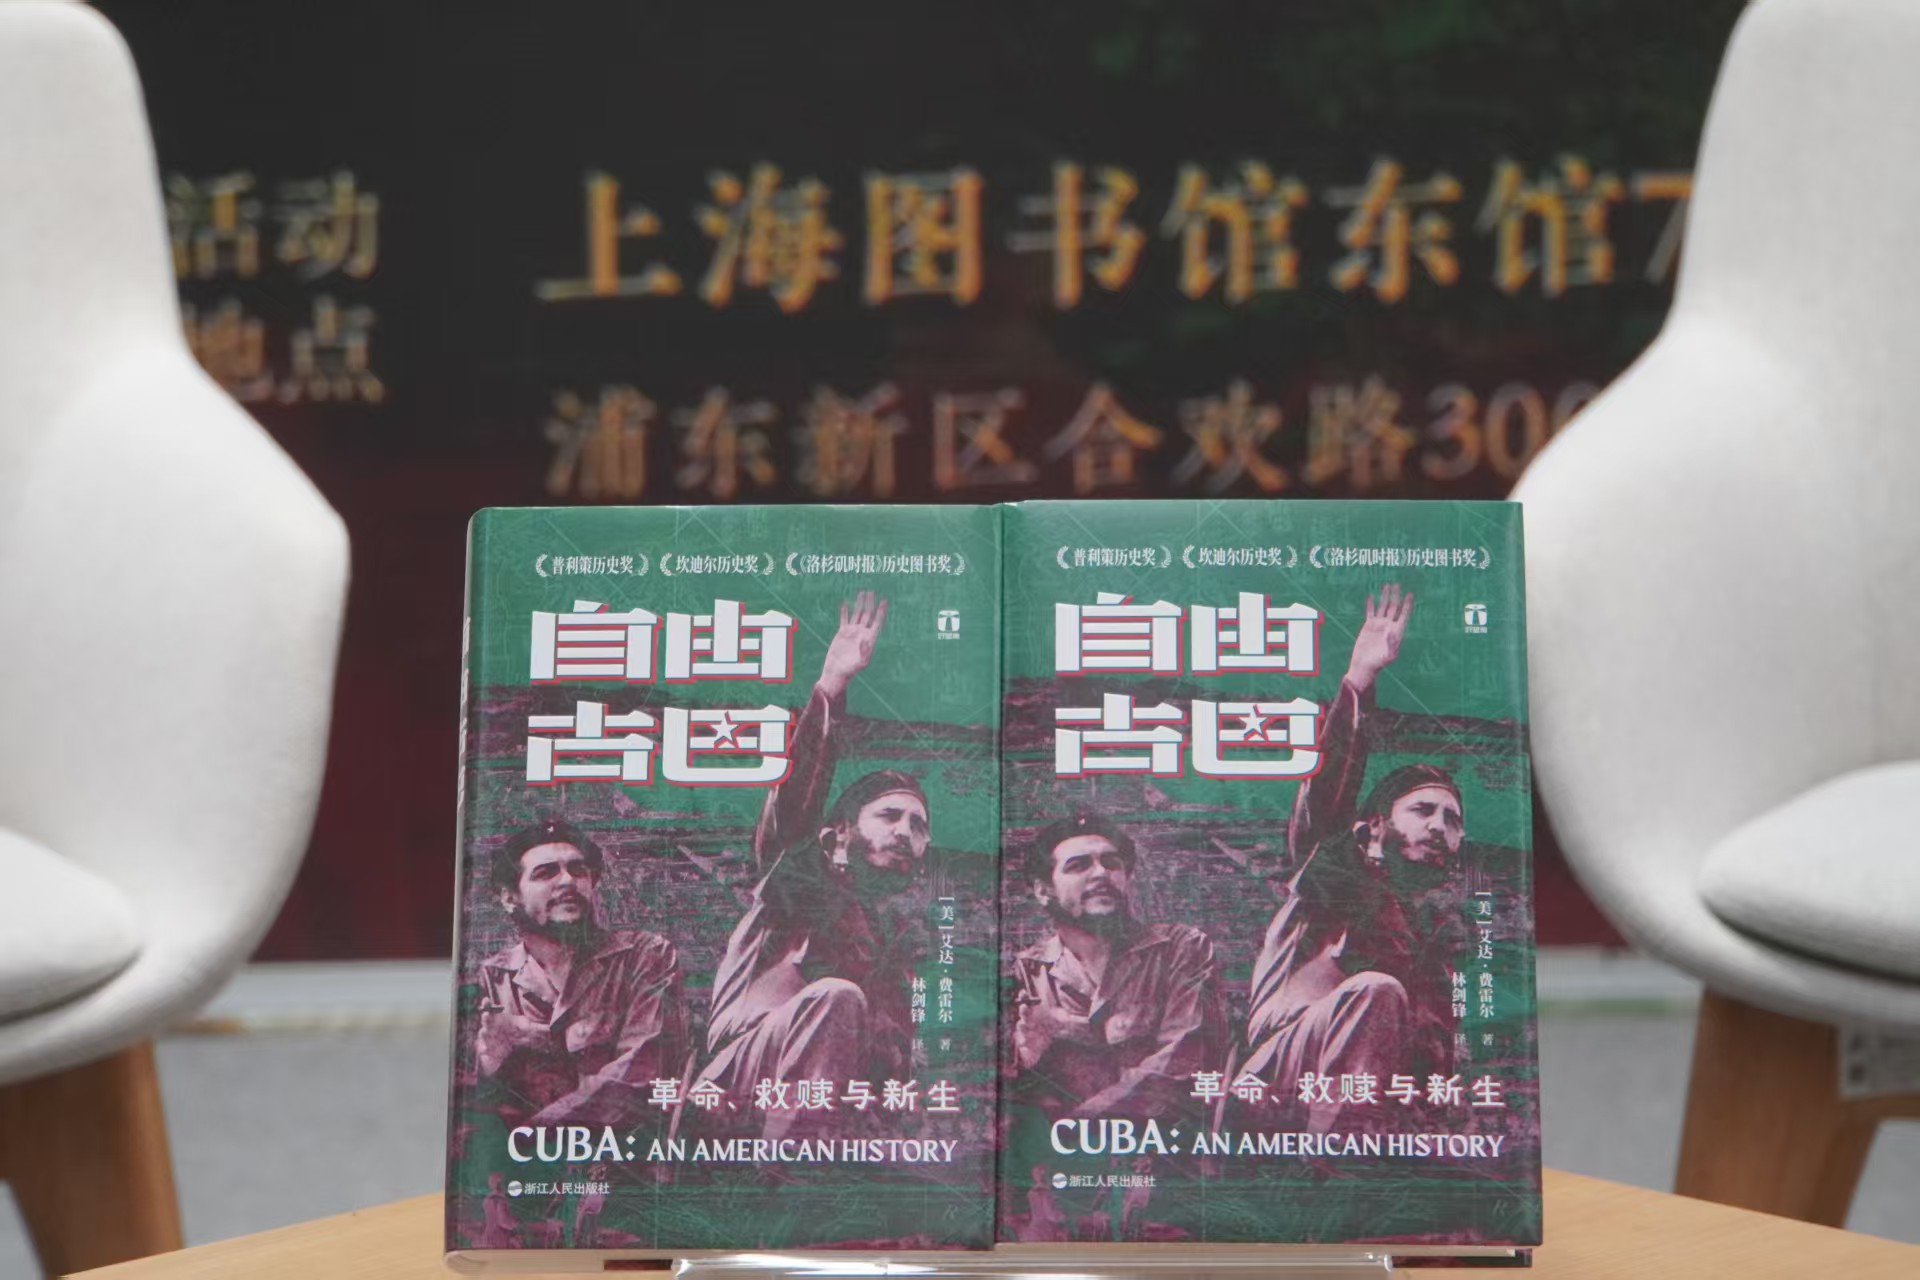 活动
地点
上海图书馆东馆7
浦东新区合欢路300
普利策历史奖 坎迪尔历史奖 《洛杉矶时报》历史图书奖
自由
古巴
[美]艾达·费雷尔 著
林剑锋 译
革命、救赎与新生
CUBA: AN AMERICAN HISTORY
浙江人民出版社
普利策历史奖 坎迪尔历史奖 《洛杉矶时报》历史图书奖
自由
古巴
[美]艾达·费雷尔 著
林剑锋 译
革命、救赎与新生
CUBA: AN AMERICAN HISTORY
浙江人民出版社